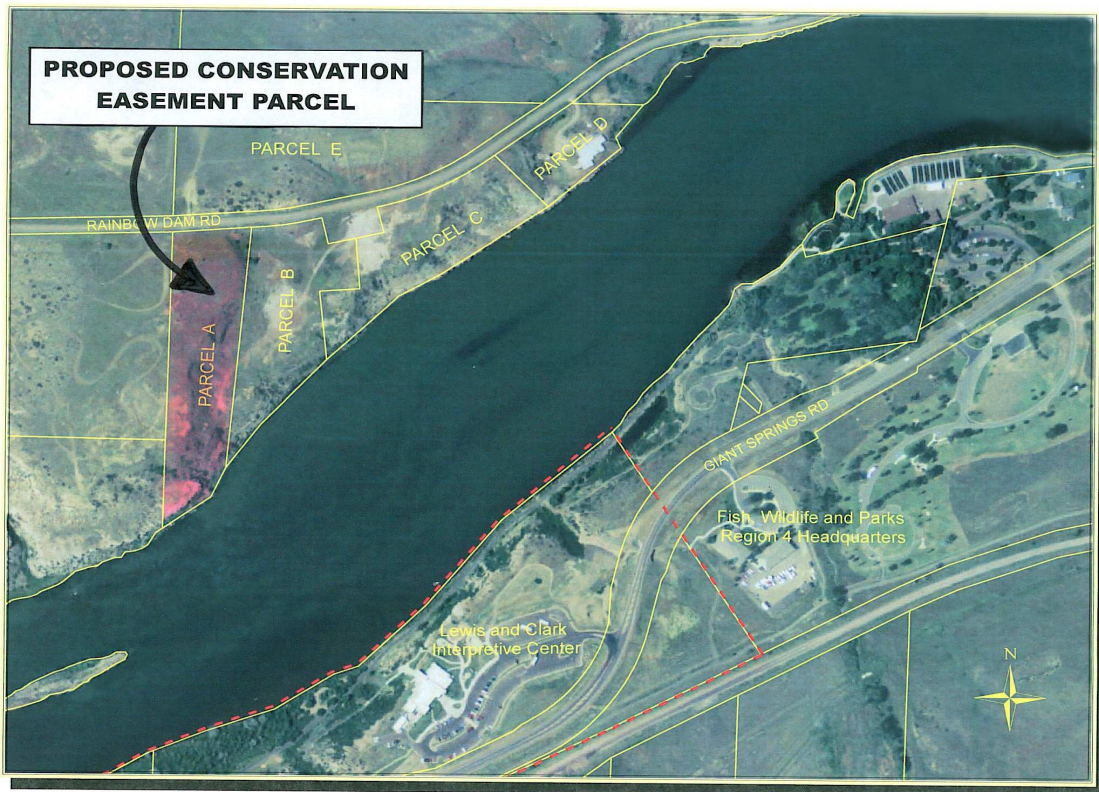 PROPOSED CONSERVATION
EASEMENT PARCEL
PARCEL E
PARCEL D
RAINBOW DAM RD
PARCEL C
PARCEL B
PARCEL A
GIANT SPRINGS RD
Fish, Wildlife and Parks
Region 4 Headquarters
Lewis and Clark
Interpretive Center
N